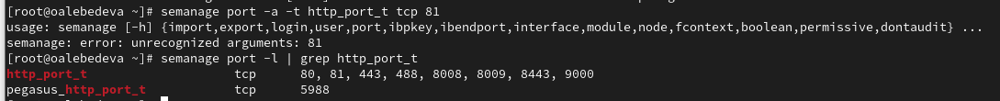 [root@oalebedeva ~]# semanage port -a -t http_port_t tcp 81
usage: semanage [-h] {import,export,login,user,port,ibpkey,ibendport,interface,module,node,fcontext,boolean,permissive,dontaudit} ...
semanage: error: unrecognized arguments: 81
[root@oalebedeva ~]# semanage port -l | grep http_port_t
http_port_t tcp 80, 81, 443, 488, 8008, 8009, 8443, 9000
pegasus_http_port_t tcp 5988